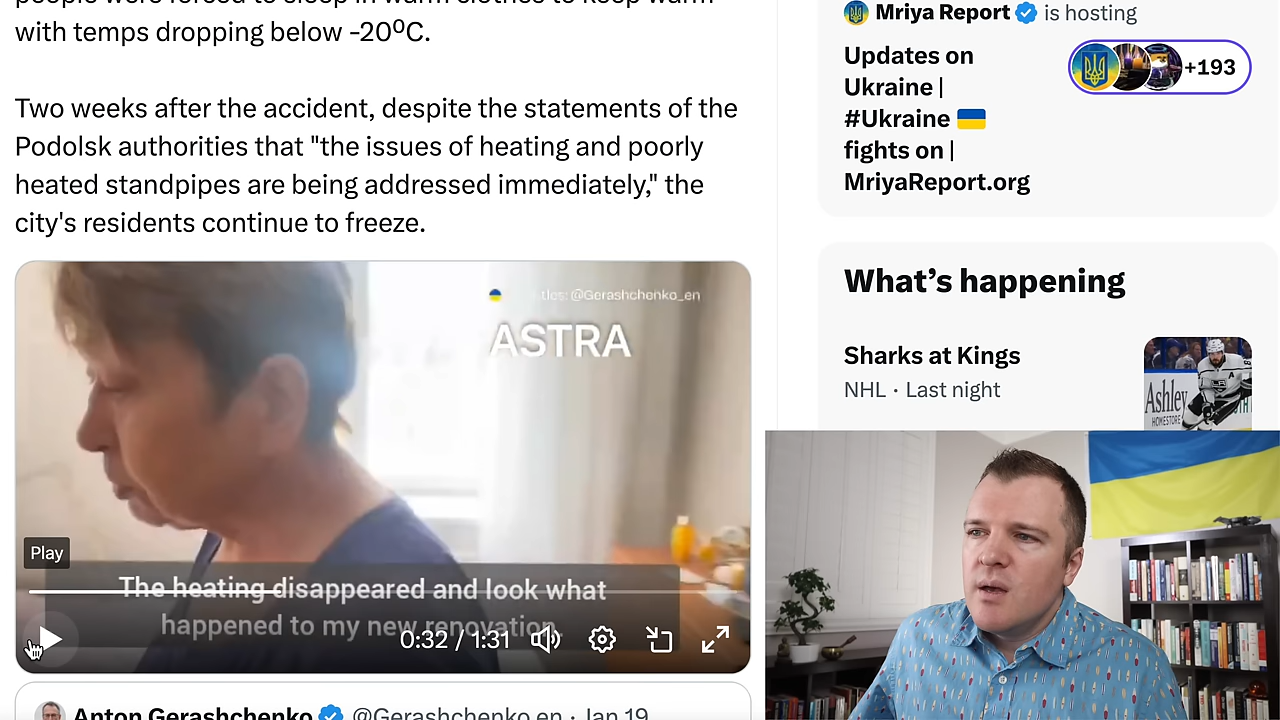 with temps dropping below -20ºC.
Two weeks after the accident, despite the statements of the
Podolsk authorities that "the issues of heating and poorly
heated standpipes are being addressed immediately," the
city's residents continue to freeze.
@Gerashchenko_en
ASTRA
Play
The heating disappeared and look what
happened to my new renovation.
0:32 / 1:31
Anton Gerashchenko @Gerashchenko_en · Jan 19
Mriya Report is hosting
Updates on
Ukraine |
#Ukraine 🇺🇦
fights on |
MriyaReport.org
+193
What's happening
Sharks at Kings
NHL · Last night
Ashley
HOMESTORE